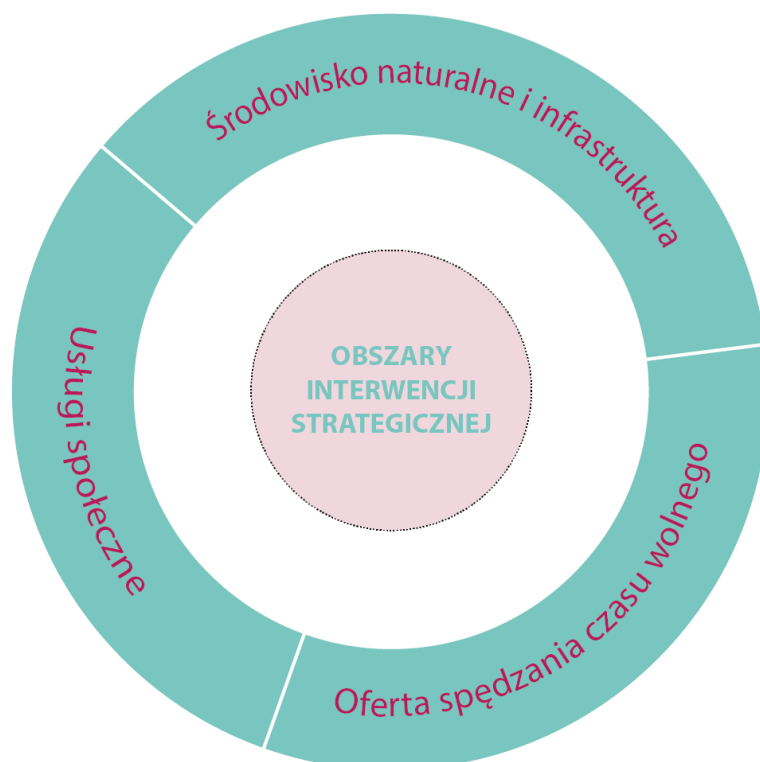 Środowisko naturalne i infrastruktura
OBSZARY
INTERWENCJI
STRATEGICZNEJ
Usługi społeczne
Oferta spędzania czasu wolnego